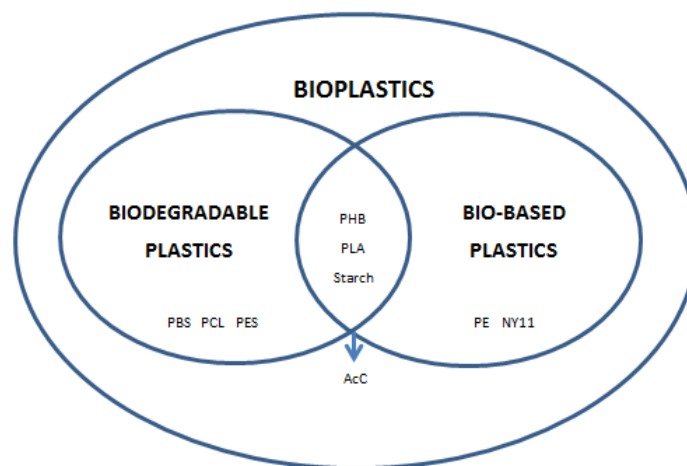 BIOPLASTICS
BIODEGRADABLE
PLASTICS
PHB
PLA
Starch
BIO-BASED
PLASTICS
PBS PCL PES
PE NY11
AcC